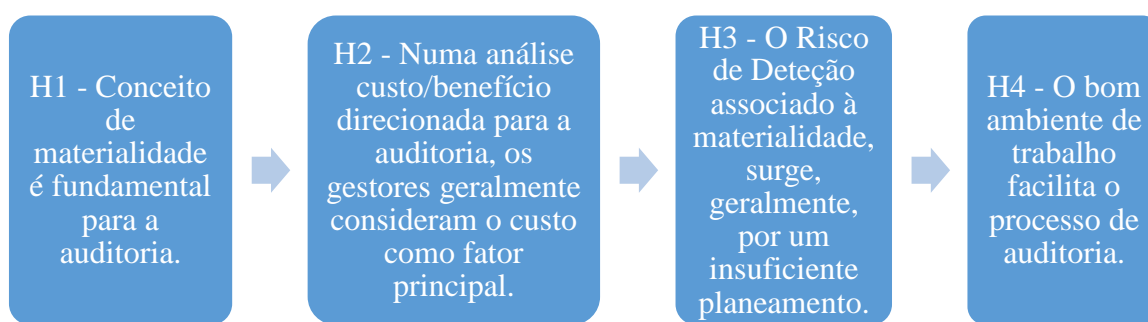 H1 - Conceito
de
materialidade
é fundamental
para a
auditoria.
H2 - Numa análise
custo/benefício
direcionada para a
auditoria, os
gestores geralmente
consideram o custo
como fator
principal.
H3 - O Risco
de Deteção
associado à
materialidade,
surge,
geralmente,
por um
insuficiente
planeamento.
H4 - O bom
ambiente de
trabalho
facilita o
processo de
auditoria.